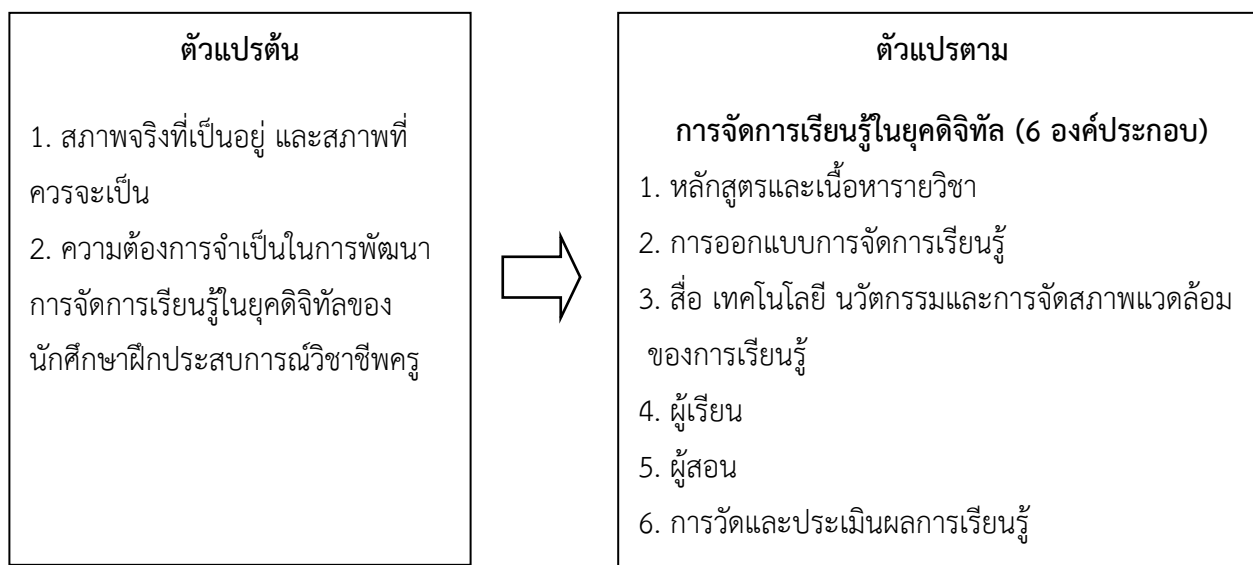 ตัวแปรต้น
1. สภาพจริงที่เป็นอยู่ และสภาพที่
ควรจะเป็น
2. ความต้องการจำเป็นในการพัฒนา
การจัดการเรียนรู้ในยุคดิจิทัลของ
นักศึกษาฝึกประสบการณ์วิชาชีพครู
ตัวแปรตาม
การจัดการเรียนรู้ในยุคดิจิทัล (6 องค์ประกอบ)
1. หลักสูตรและเนื้อหารายวิชา
2. การออกแบบการจัดการเรียนรู้
3. สื่อ เทคโนโลยี นวัตกรรมและการจัดสภาพแวดล้อม
ของการเรียนรู้
4. ผู้เรียน
5. ผู้สอน
6. การวัดและประเมินผลการเรียนรู้